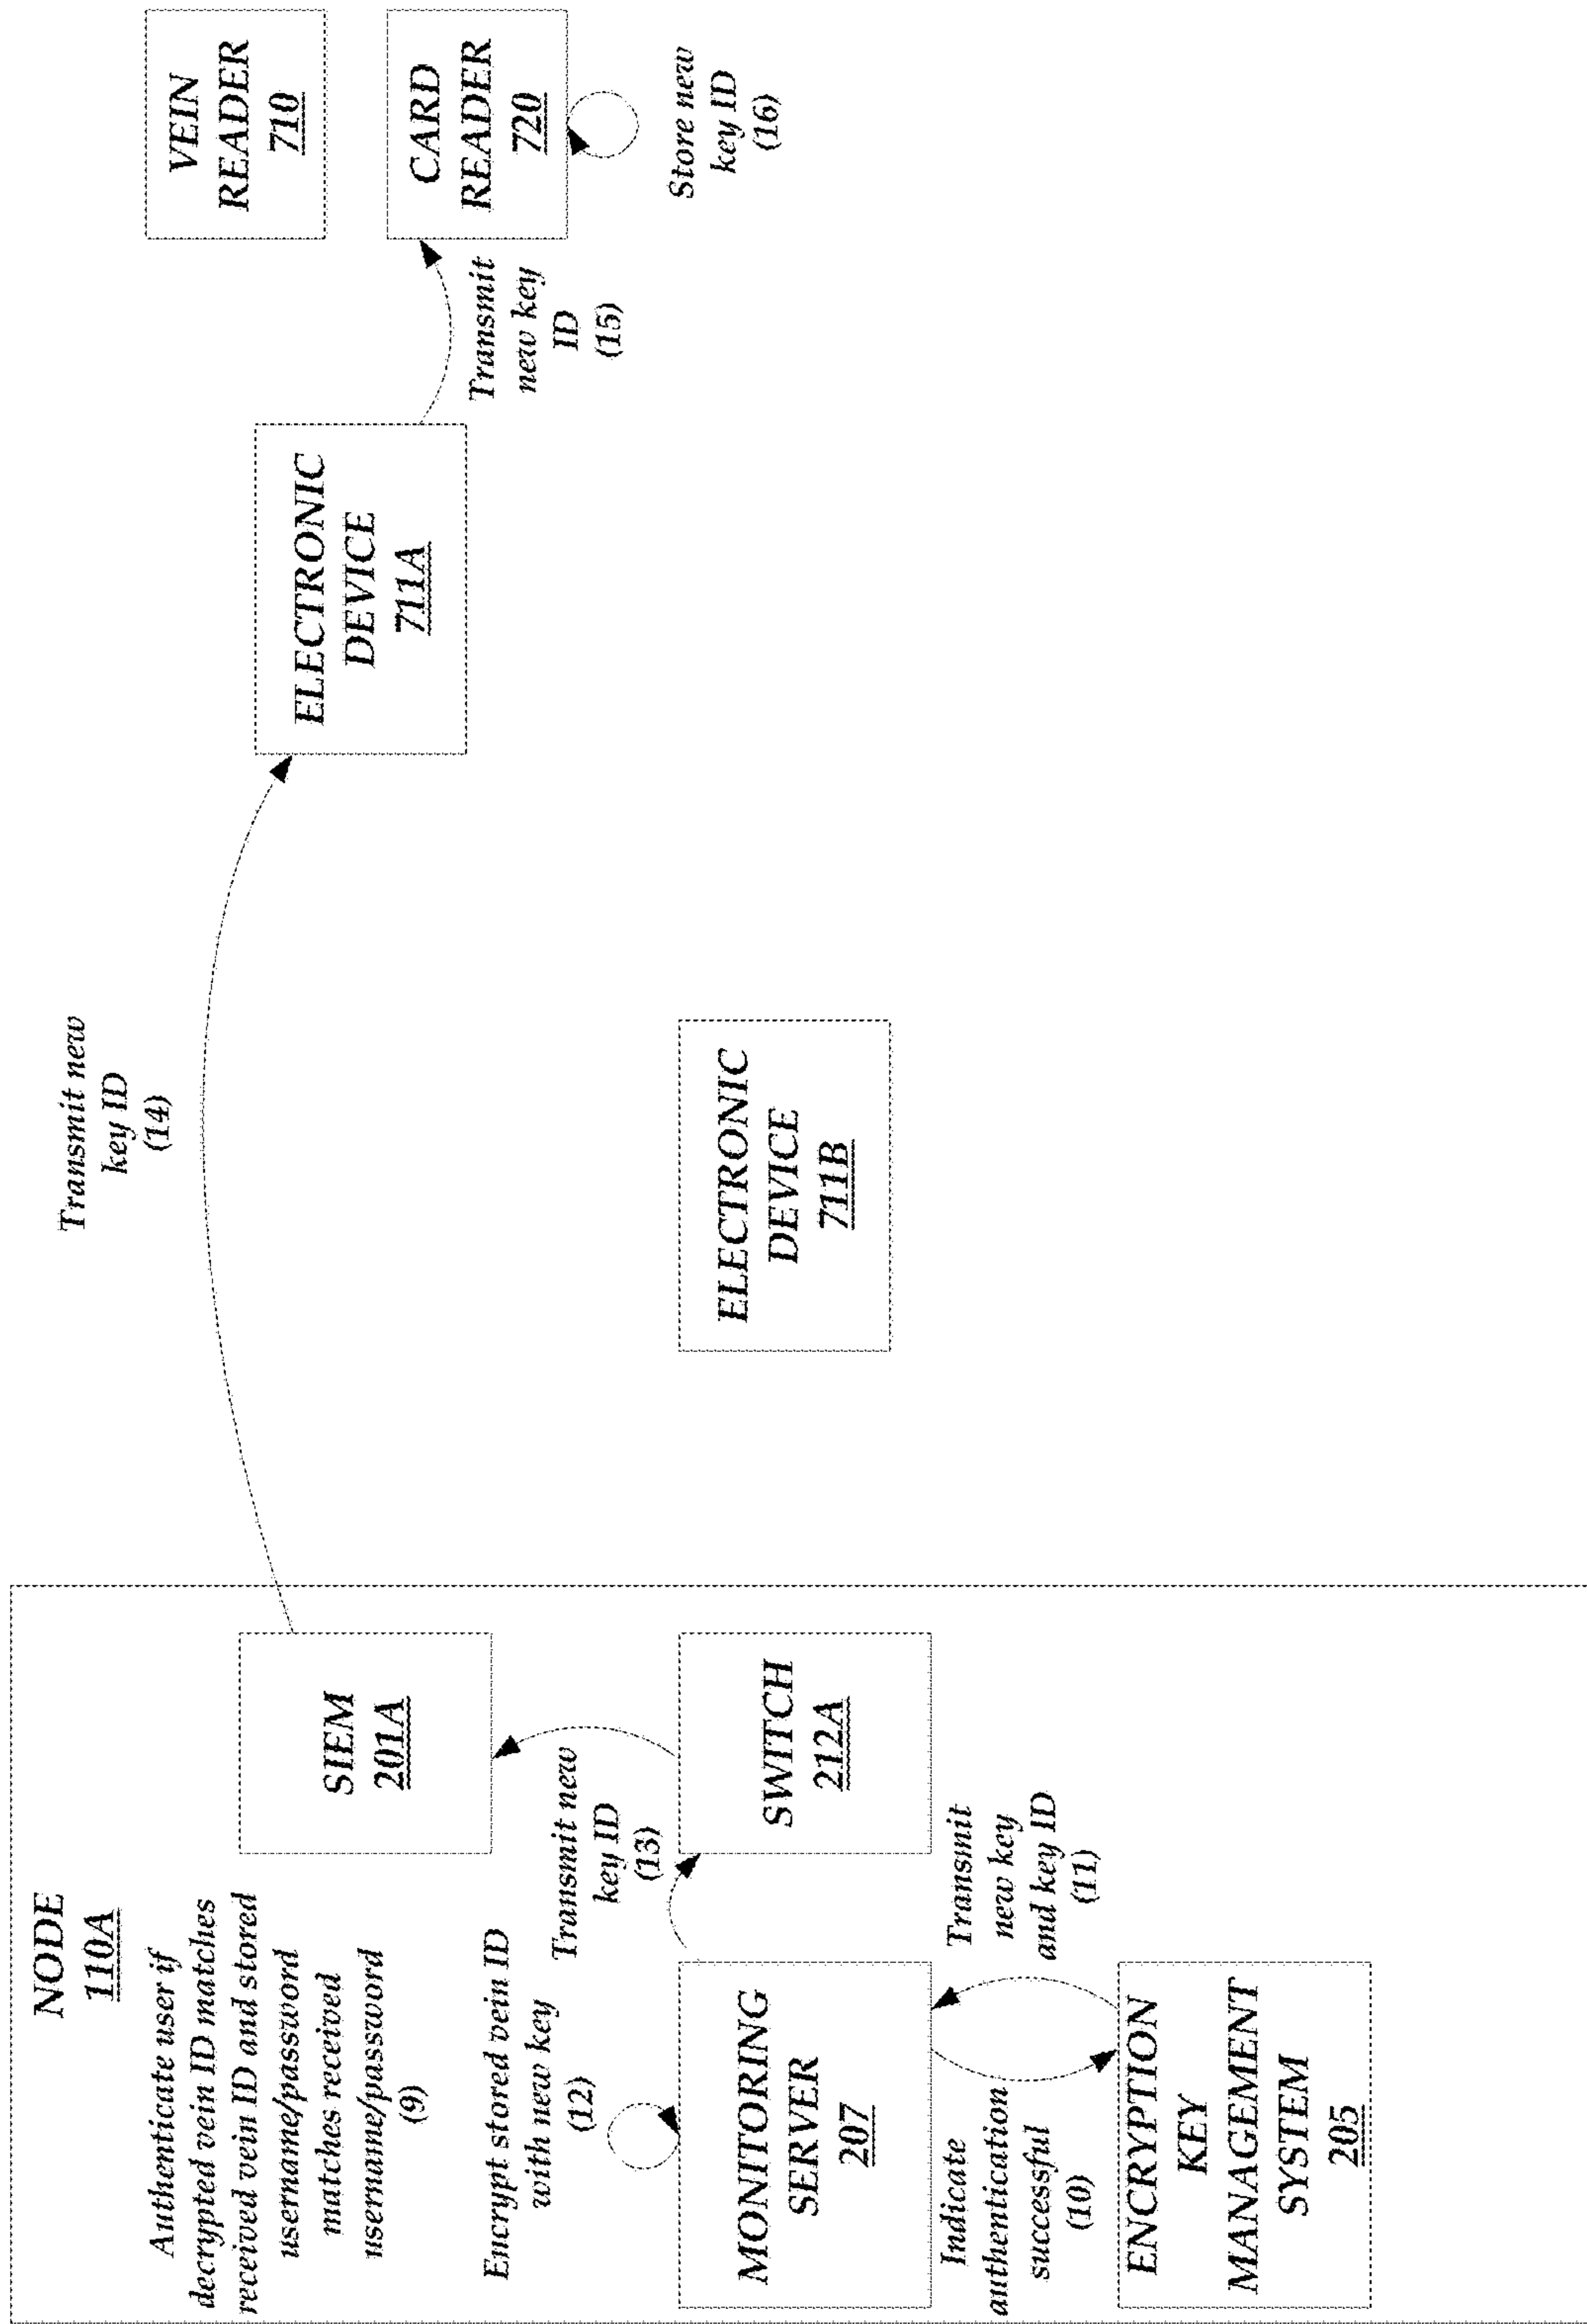 NODE
110A
Authenticate user if
decrypted vein ID matches
received vein ID and stored
username/password
matches received
username/password
(9)
Encrypt stored vein ID
with new key
(12)
MONITORING
SERVER
207
Indicate
authentication
successful
(10)
ENCRYPTION
KEY
MANAGEMENT
SYSTEM
205
Transmit
new key
and key ID
(11)
Transmit new
key ID
(13)
SIEM
201A
SWITCH
212A
Transmit new
key ID
(14)
ELECTRONIC
DEVICE
711B
ELECTRONIC
DEVICE
711A
Transmit
new key
ID
(15)
VEIN
READER
710
CARD
READER
720
Store new
key ID
(16)